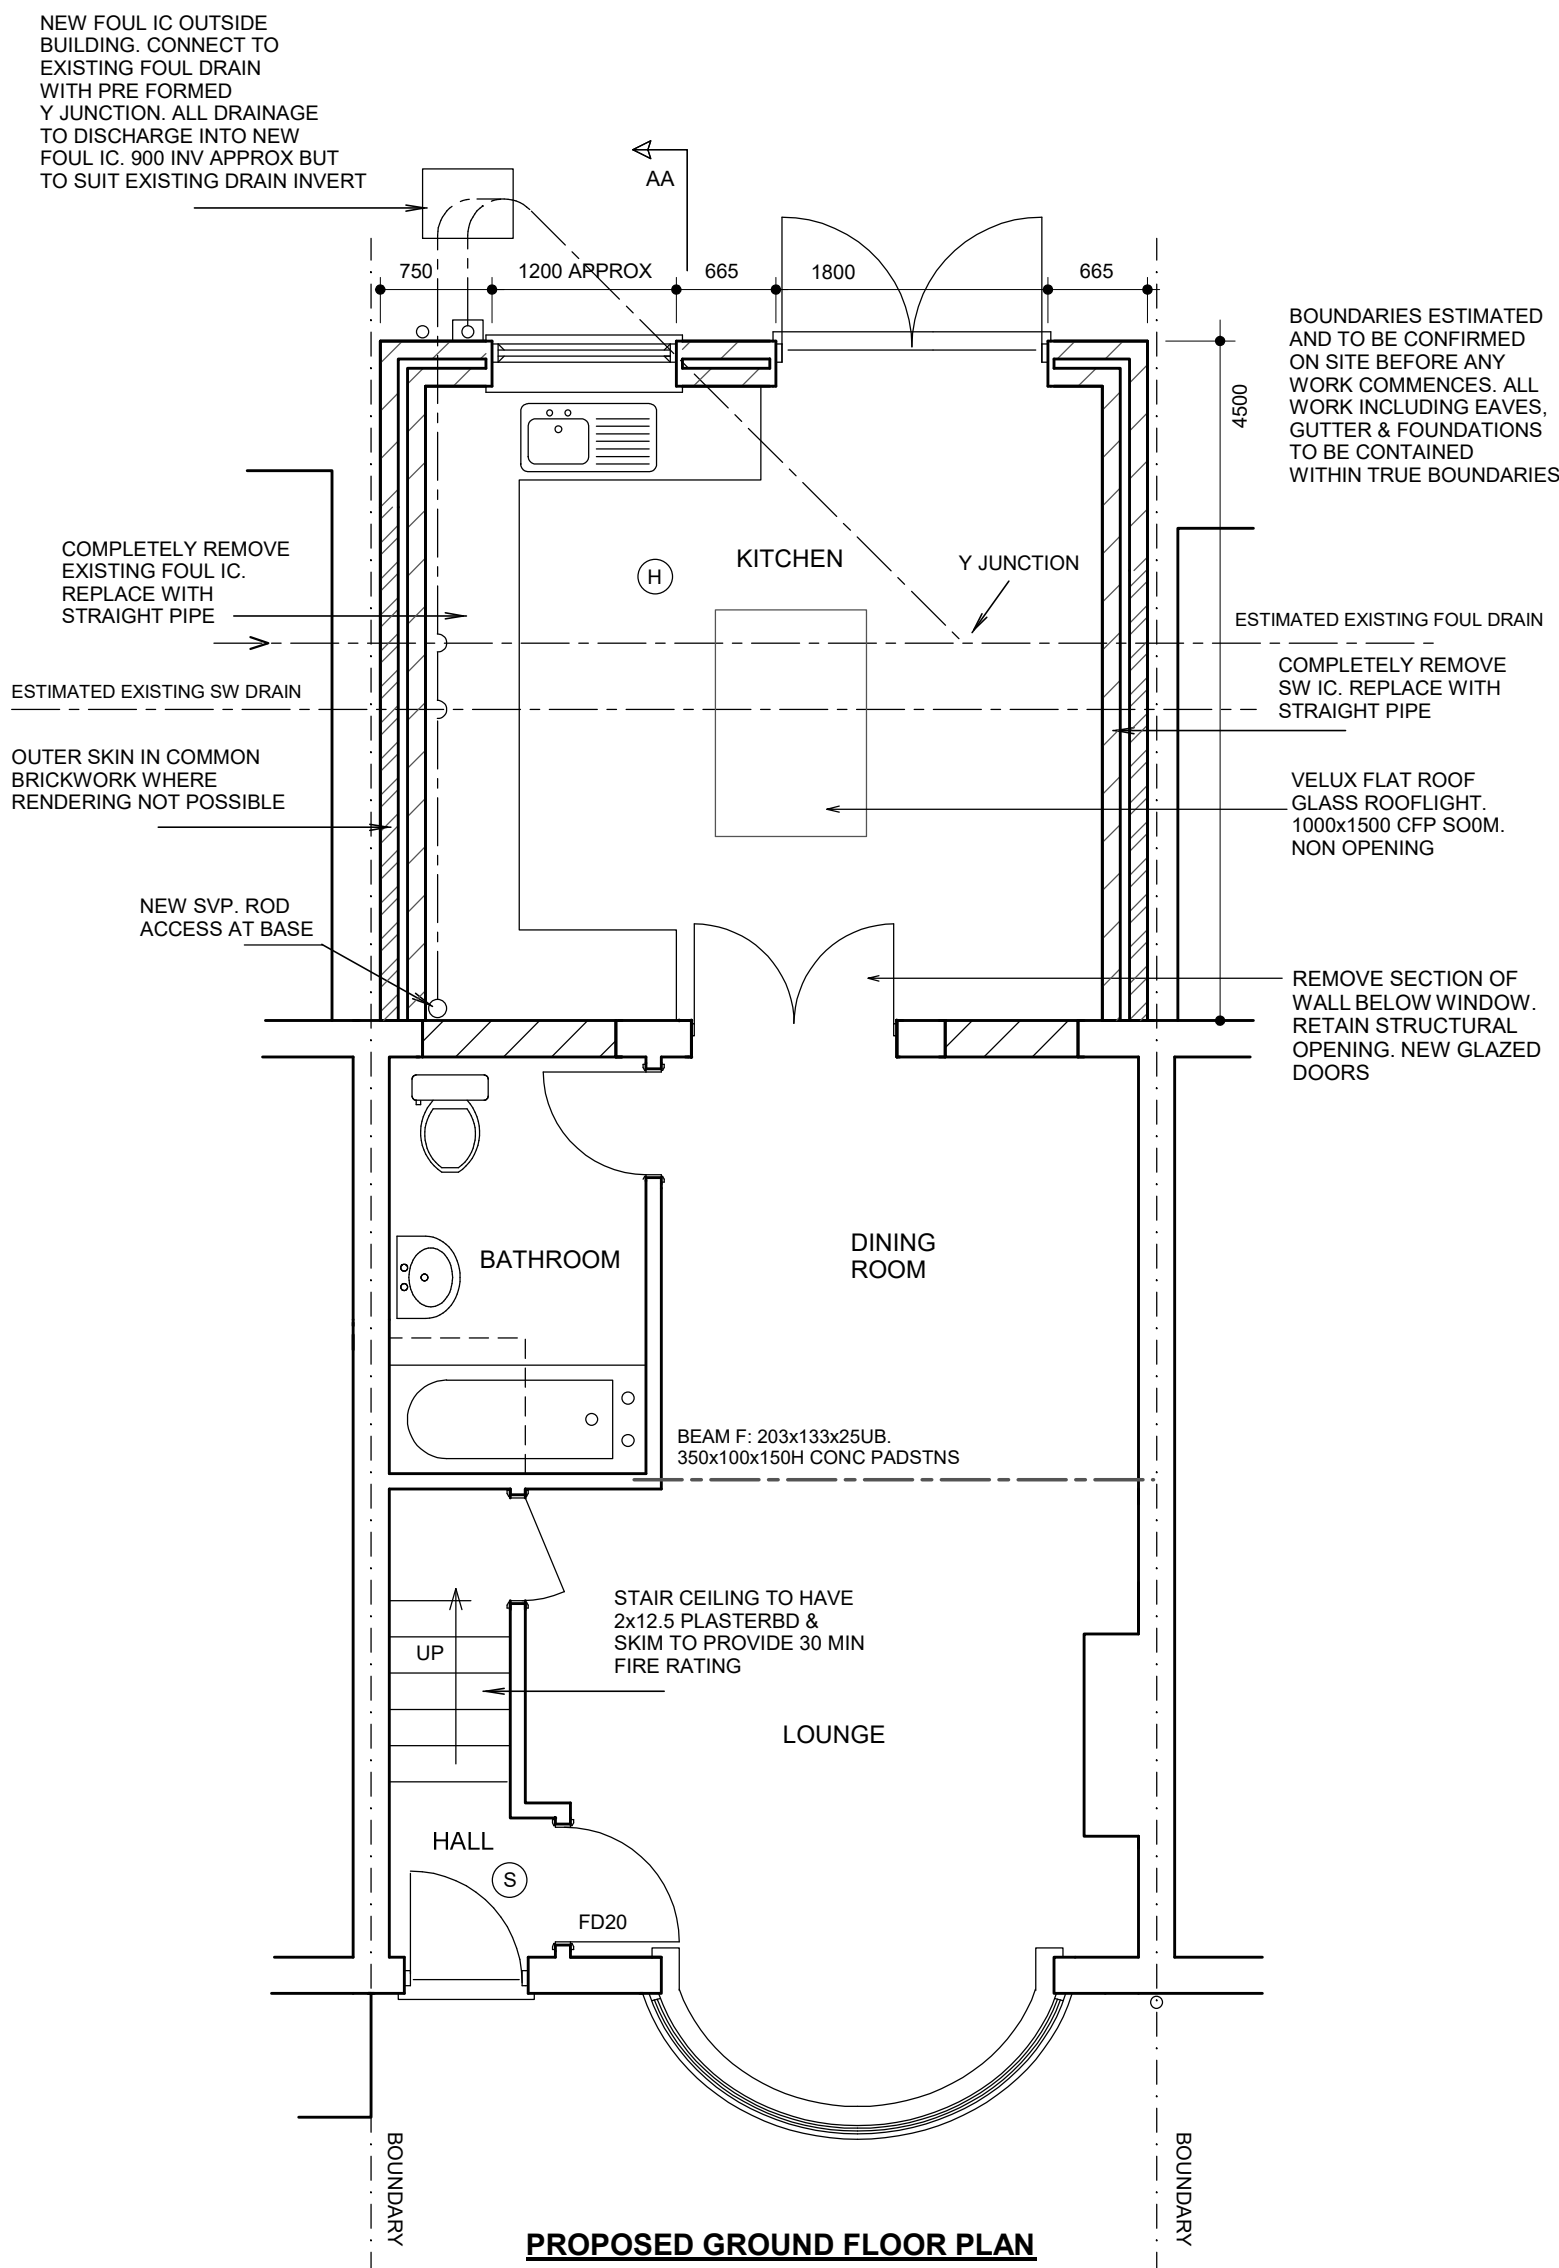 NEW FOUL IC OUTSIDE
BUILDING. CONNECT TO
EXISTING FOUL DRAIN
WITH PRE FORMED
Y JUNCTION. ALL DRAINAGE
TO DISCHARGE INTO NEW
FOUL IC. 900 INV APPROX BUT
TO SUIT EXISTING DRAIN INVERT
AA
750
1200 APPROX
665
1800
665
BOUNDARIES ESTIMATED
AND TO BE CONFIRMED
ON SITE BEFORE ANY
WORK COMMENCES. ALL
WORK INCLUDING EAVES,
GUTTER & FOUNDATIONS
TO BE CONTAINED
WITHIN TRUE BOUNDARIES
4500
COMPLETELY REMOVE
EXISTING FOUL IC.
REPLACE WITH
STRAIGHT PIPE
KITCHEN
H
Y JUNCTION
ESTIMATED EXISTING FOUL DRAIN
COMPLETELY REMOVE
SW IC. REPLACE WITH
STRAIGHT PIPE
ESTIMATED EXISTING SW DRAIN
OUTER SKIN IN COMMON
BRICKWORK WHERE
RENDERING NOT POSSIBLE
VELUX FLAT ROOF
GLASS ROOFLIGHT.
1000x1500 CFP SO0M.
NON OPENING
NEW SVP. ROD
ACCESS AT BASE
REMOVE SECTION OF
WALL BELOW WINDOW.
RETAIN STRUCTURAL
OPENING. NEW GLAZED
DOORS
BATHROOM
DINING
ROOM
BEAM F: 203x133x25UB.
350x100x150H CONC PADSTNS
STAIR CEILING TO HAVE
2x12.5 PLASTERBD &
SKIM TO PROVIDE 30 MIN
FIRE RATING
UP
LOUNGE
HALL
S
FD20
BOUNDARY
BOUNDARY
PROPOSED GROUND FLOOR PLAN